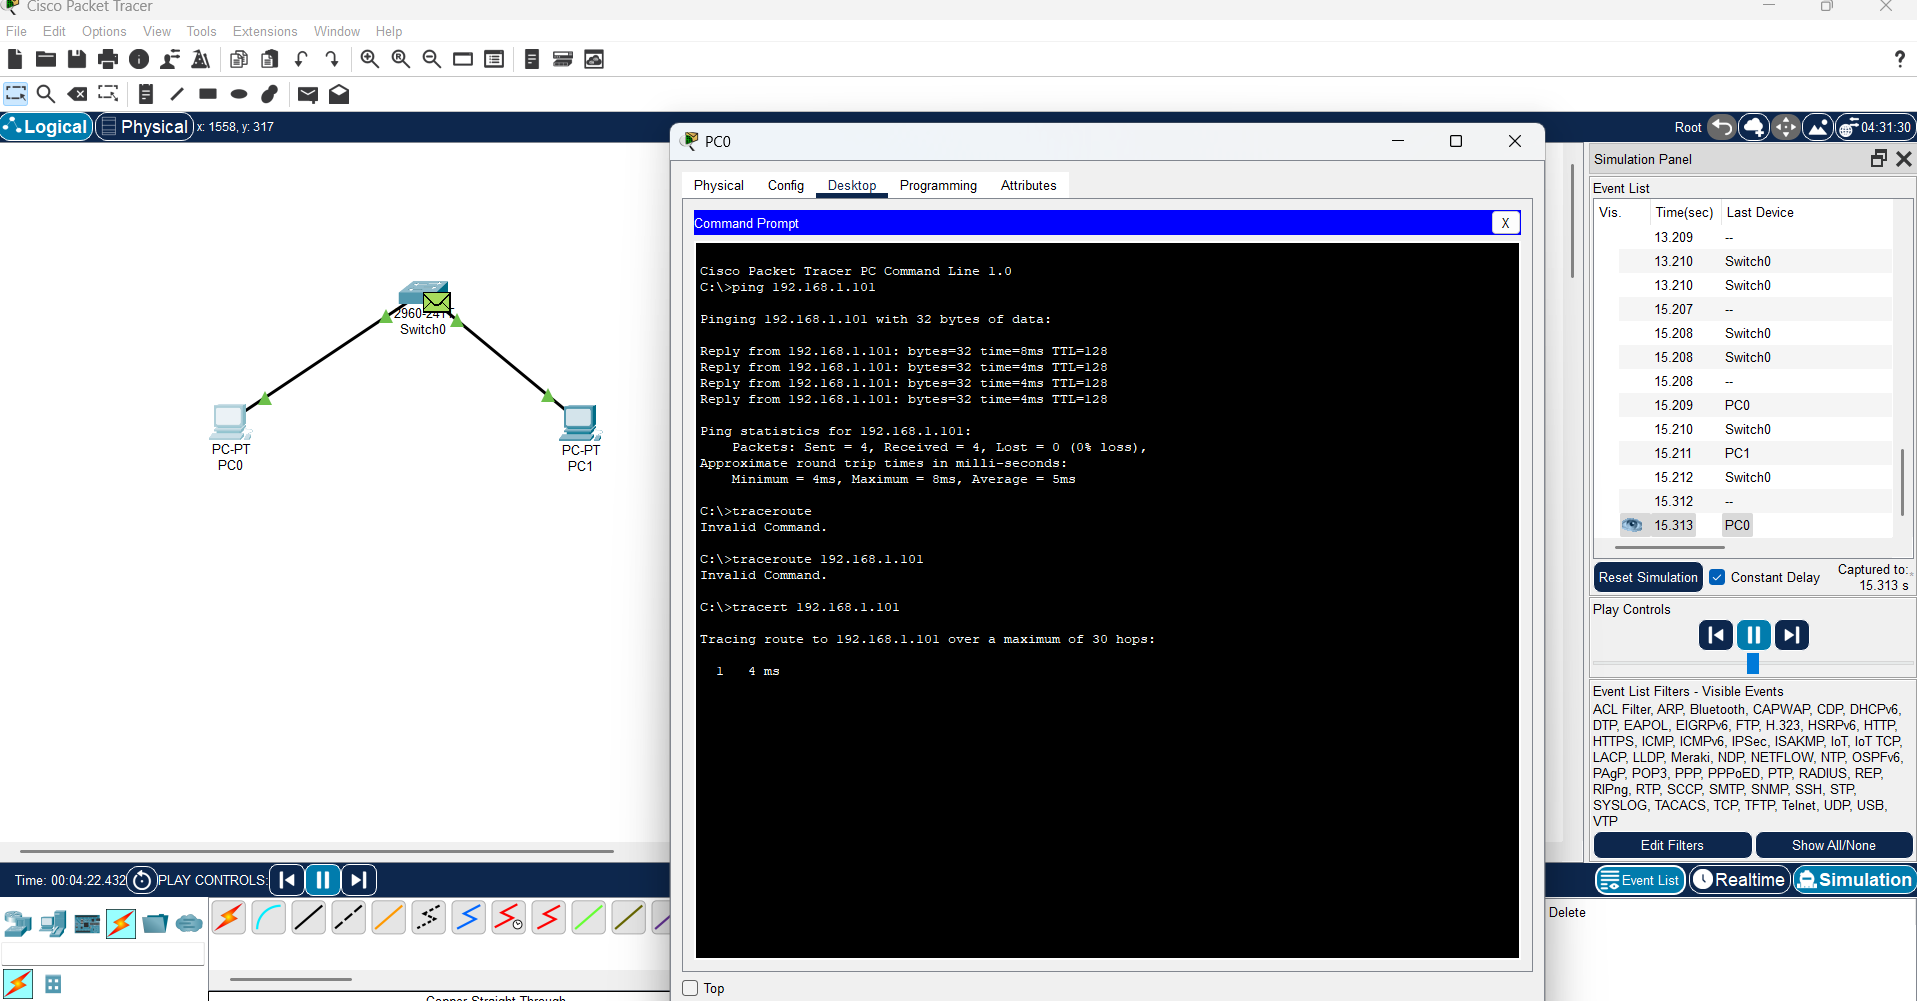 Cisco Packet Tracer
File Edit Options View Tools Extensions Window Help
?
Logical Physical x: 1558, y: 317
Root 04:31:30
2960-24TT
Switch0
PC-PT
PC0
PC-PT
PC1
PC0
Physical Config Desktop Programming Attributes
Command Prompt X
Cisco Packet Tracer PC Command Line 1.0
C:\>ping 192.168.1.101
Pinging 192.168.1.101 with 32 bytes of data:
Reply from 192.168.1.101: bytes=32 time=8ms TTL=128
Reply from 192.168.1.101: bytes=32 time=4ms TTL=128
Reply from 192.168.1.101: bytes=32 time=4ms TTL=128
Reply from 192.168.1.101: bytes=32 time=4ms TTL=128
Ping statistics for 192.168.1.101:
Packets: Sent = 4, Received = 4, Lost = 0 (0% loss),
Approximate round trip times in milli-seconds:
Minimum = 4ms, Maximum = 8ms, Average = 5ms
C:\>traceroute
Invalid Command.
C:\>traceroute 192.168.1.101
Invalid Command.
C:\>tracert 192.168.1.101
Tracing route to 192.168.1.101 over a maximum of 30 hops:
1 4 ms
Top
Simulation Panel
Event List
Vis. Time(sec) Last Device
13.209 --
13.210 Switch0
13.210 Switch0
15.207 --
15.208 Switch0
15.208 Switch0
15.208 --
15.209 PC0
15.210 Switch0
15.211 PC1
15.212 Switch0
15.312 --
15.313 PC0
Reset Simulation Constant Delay Captured to:
15.313 s
Play Controls
Event List Filters - Visible Events
ACL Filter, ARP, Bluetooth, CAPWAP, CDP, DHCPv6,
DTP, EAPOL, EIGRPv6, FTP, H.323, HSRPv6, HTTP,
HTTPS, ICMP, ICMPv6, IPSec, ISAKMP, IoT, IoT TCP,
LACP, LLDP, Meraki, NDP, NETFLOW, NTP, OSPFv6,
PAgP, POP3, PPP, PPPoED, PTP, RADIUS, REP,
RIPng, RTP, SCCP, SMTP, SNMP, SSH, STP,
SYSLOG, TACACS, TCP, TFTP, Telnet, UDP, USB,
VTP
Edit Filters Show All/None
Time: 00:04:22.432 PLAY CONTROLS:
Event List Realtime Simulation
Delete
Copper Straight-Through